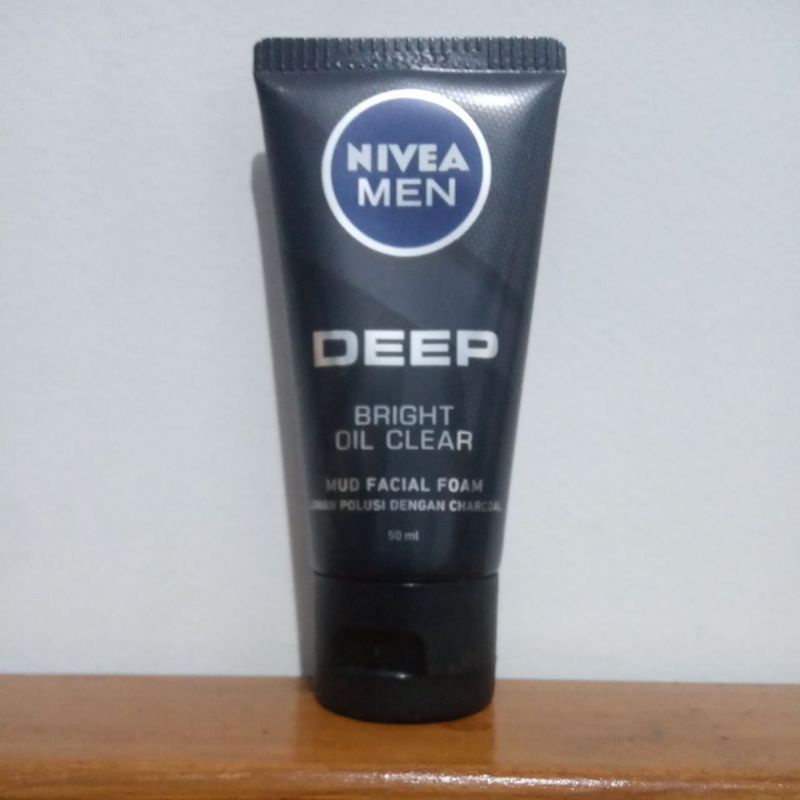 NIVEA
MEN
DEEP
BRIGHT
OIL CLEAR
MUD FACIAL FOAM
POLUSI DENGAN CHARCOAL
50 ml